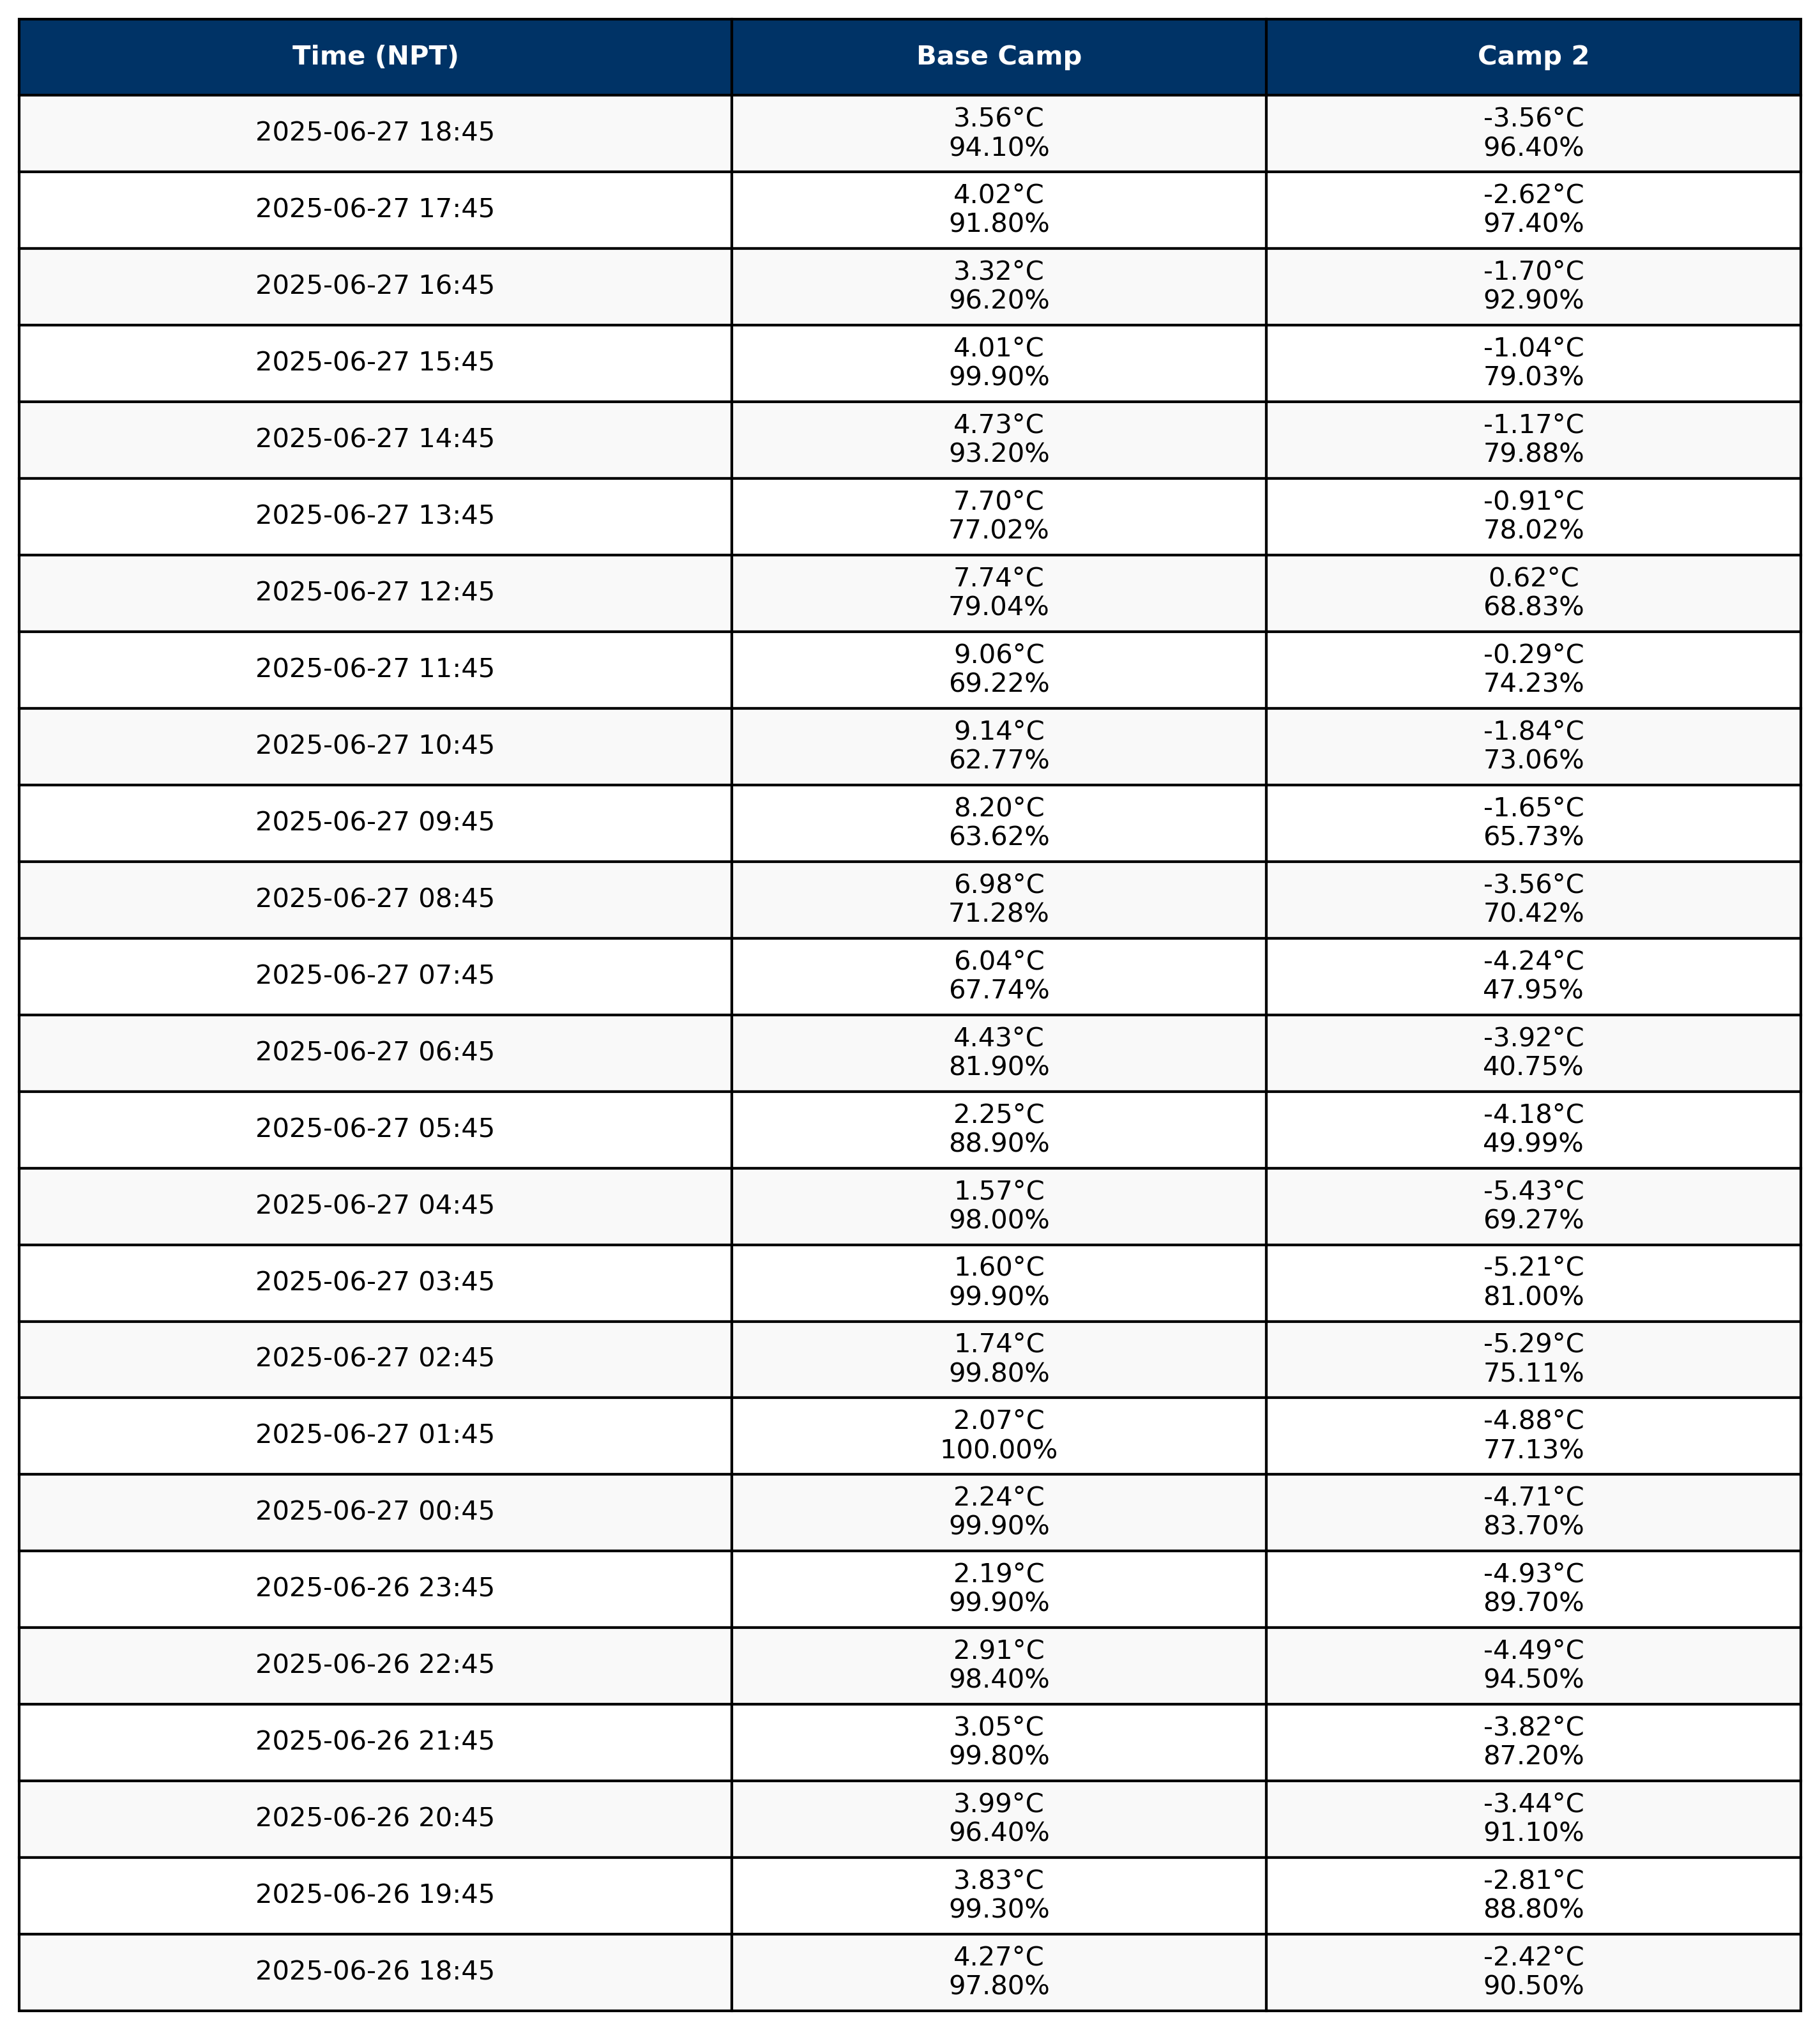 Time (NPT) Base Camp Camp 2
2025-06-27 18:45 3.56°C -3.56°C
94.10% 96.40%
2025-06-27 17:45 4.02°C -2.62°C
91.80% 97.40%
2025-06-27 16:45 3.32°C -1.70°C
96.20% 92.90%
2025-06-27 15:45 4.01°C -1.04°C
99.90% 79.03%
2025-06-27 14:45 4.73°C -1.17°C
93.20% 79.88%
2025-06-27 13:45 7.70°C -0.91°C
77.02% 78.02%
2025-06-27 12:45 7.74°C 0.62°C
79.04% 68.83%
2025-06-27 11:45 9.06°C -0.29°C
69.22% 74.23%
2025-06-27 10:45 9.14°C -1.84°C
62.77% 73.06%
2025-06-27 09:45 8.20°C -1.65°C
63.62% 65.73%
2025-06-27 08:45 6.98°C -3.56°C
71.28% 70.42%
2025-06-27 07:45 6.04°C -4.24°C
67.74% 47.95%
2025-06-27 06:45 4.43°C -3.92°C
81.90% 40.75%
2025-06-27 05:45 2.25°C -4.18°C
88.90% 49.99%
2025-06-27 04:45 1.57°C -5.43°C
98.00% 69.27%
2025-06-27 03:45 1.60°C -5.21°C
99.90% 81.00%
2025-06-27 02:45 1.74°C -5.29°C
99.80% 75.11%
2025-06-27 01:45 2.07°C -4.88°C
100.00% 77.13%
2025-06-27 00:45 2.24°C -4.71°C
99.90% 83.70%
2025-06-26 23:45 2.19°C -4.93°C
99.90% 89.70%
2025-06-26 22:45 2.91°C -4.49°C
98.40% 94.50%
2025-06-26 21:45 3.05°C -3.82°C
99.80% 87.20%
2025-06-26 20:45 3.99°C -3.44°C
96.40% 91.10%
2025-06-26 19:45 3.83°C -2.81°C
99.30% 88.80%
2025-06-26 18:45 4.27°C -2.42°C
97.80% 90.50%